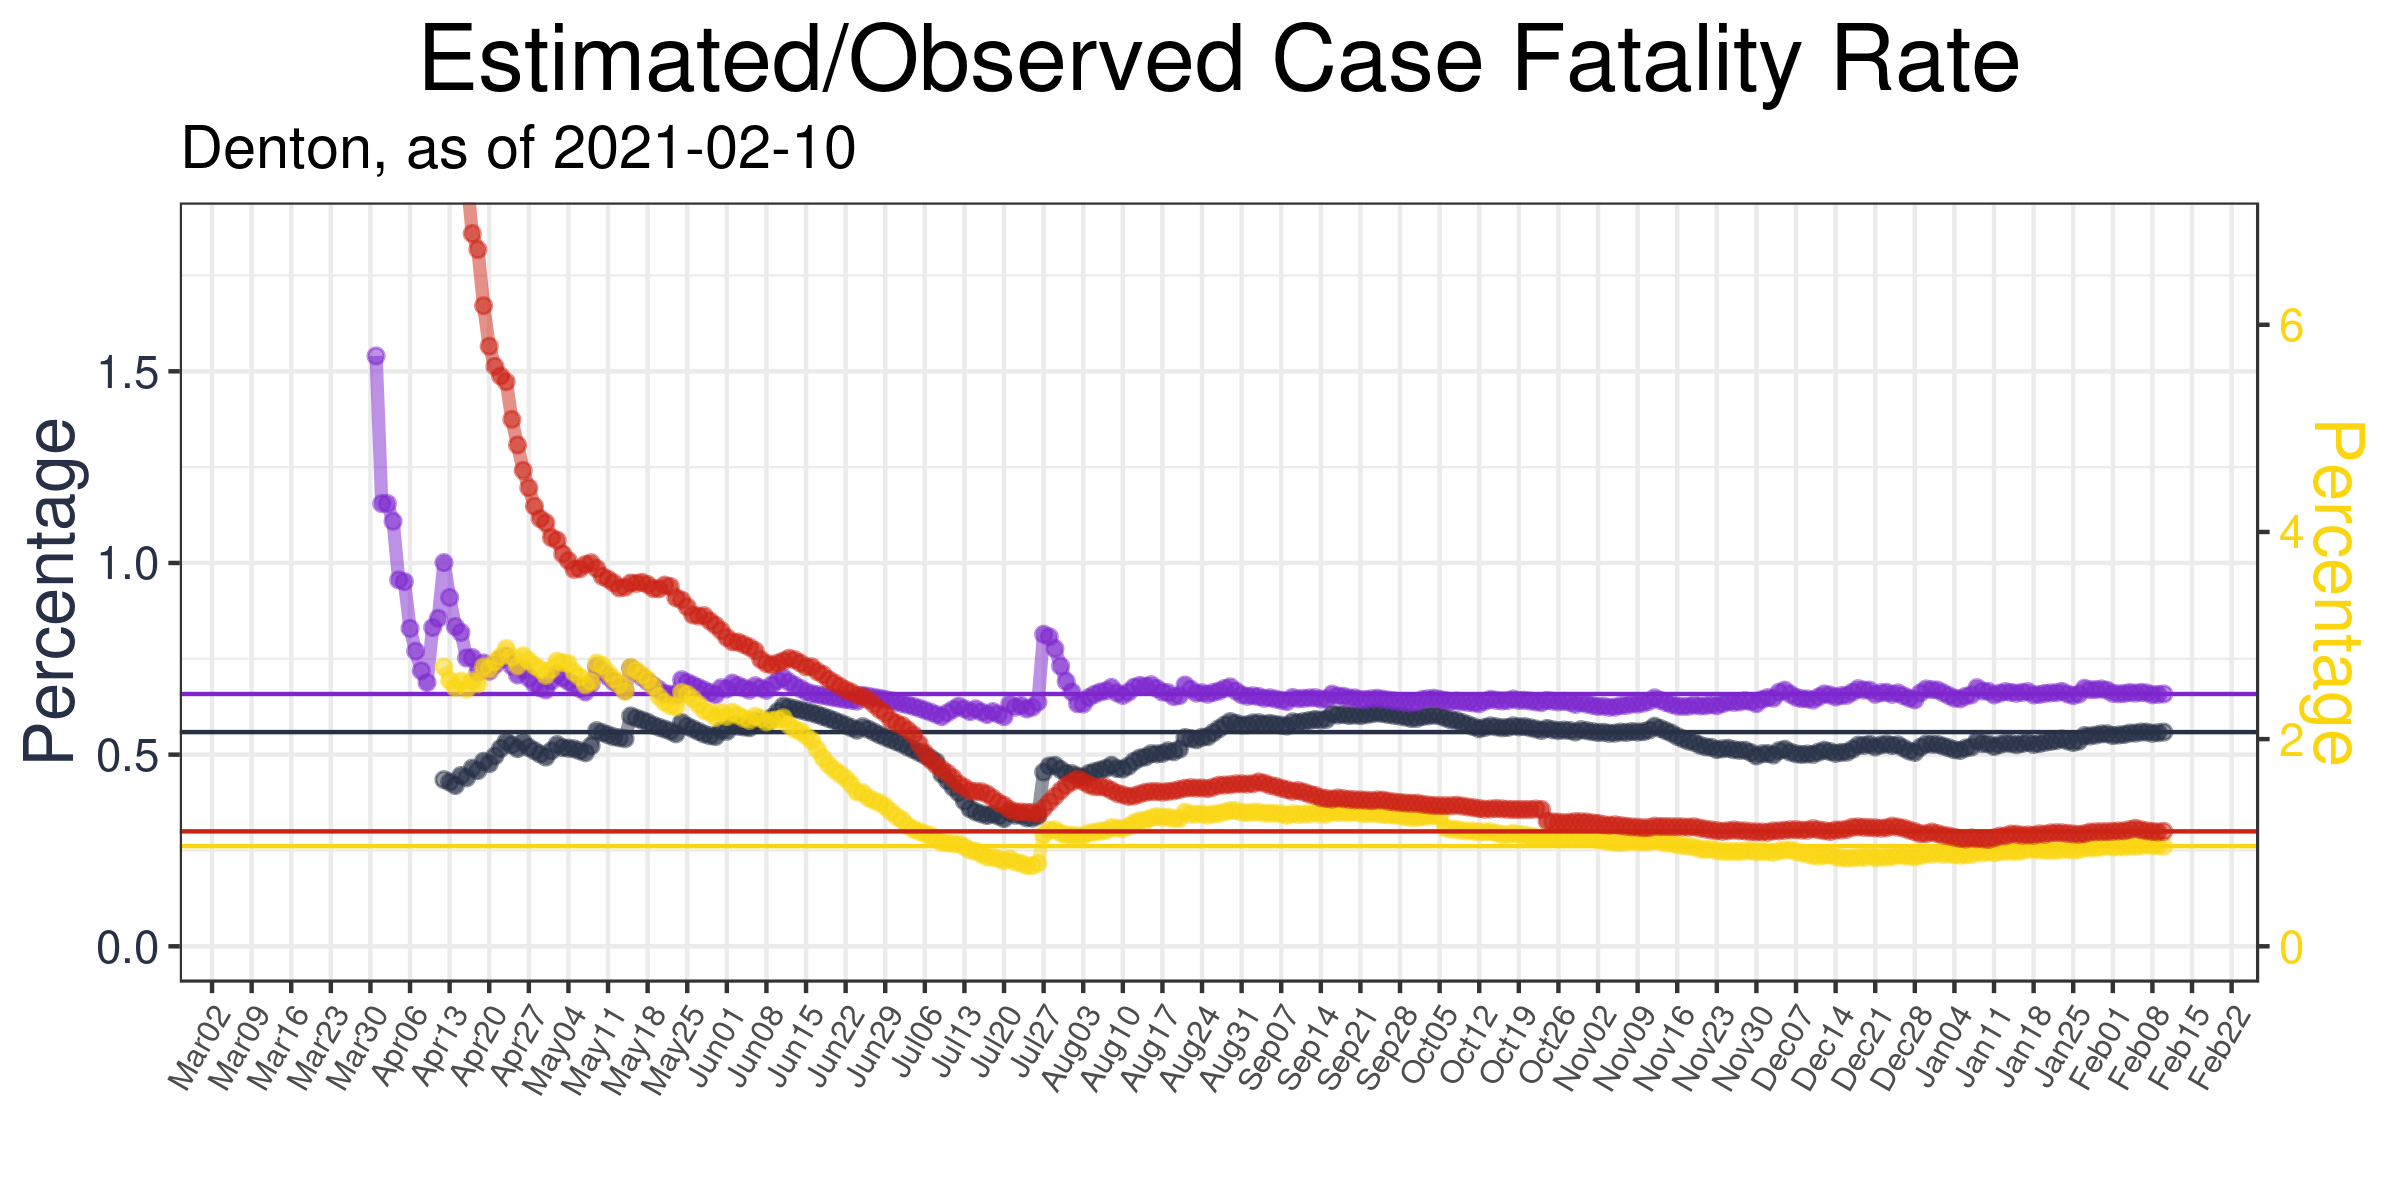 Estimated/Observed Case Fatality Rate
Denton, as of 2021-02-10
Percentage
1.5
1.0
0.5
0.0
6
4
2
0
Percentage
Mar02 Mar09 Mar16 Mar23 Mar30 Apr06 Apr13 Apr20 Apr27 May04 May11 May18 May25 Jun01 Jun08 Jun15 Jun22 Jun29 Jul06 Jul13 Jul20 Jul27 Aug03 Aug10 Aug17 Aug24 Aug31 Sep07 Sep14 Sep21 Sep28 Oct05 Oct12 Oct19 Oct26 Nov02 Nov09 Nov16 Nov23 Nov30 Dec07 Dec14 Dec21 Dec28 Jan04 Jan11 Jan18 Jan25 Feb01 Feb08 Feb15 Feb22